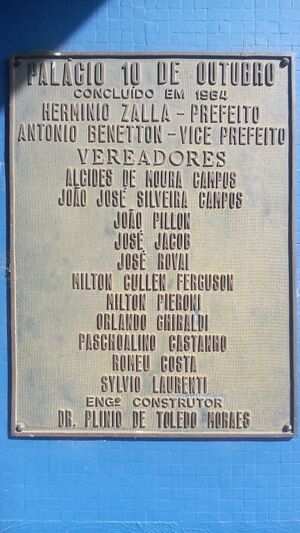 PALÁCIO 10 DE OUTUBRO
CONCLUÍDO EM 1964
HERMINIO ZALLA - PREFEITO
ANTONIO BENETTON - VICE PREFEITO
VEREADORES
ALCIDES DE MOURA CAMPOS
JOÃO JOSÉ SILVEIRA CAMPOS
JOÃO PILLON
JOSÉ JACOB
JOSÉ ROVAI
MILTON CULLEN FERGUSON
MILTON PIERONI
ORLANDO GHIRALDI
PASCHOALINO CASTANHO
ROMEU COSTA
SYLVIO LAURENTI
ENGº CONSTRUTOR
DR. PLINIO DE TOLEDO MORAES